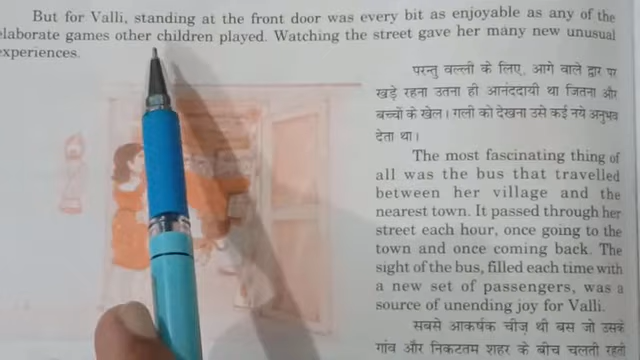 But for Valli, standing at the front door was every bit as enjoyable as any of the
elaborate games other children played. Watching the street gave her many new unusual
experiences.
परन्तु वल्ली के लिए, आगे वाले द्वार पर
खड़े रहना उतना ही आनंददायी था जितना और
बच्चों के खेल। गली को देखना उसे कई नये अनुभव
देता था।
The most fascinating thing of
all was the bus that travelled
between her village and the
nearest town. It passed through her
street each hour, once going to the
town and once coming back. The
sight of the bus, filled each time with
a new set of passengers, was a
source of unending joy for Valli.
सबसे आकर्षक चीज़ थी बस जो उसके
गांव और निकटतम शहर के बीच चलती रहती